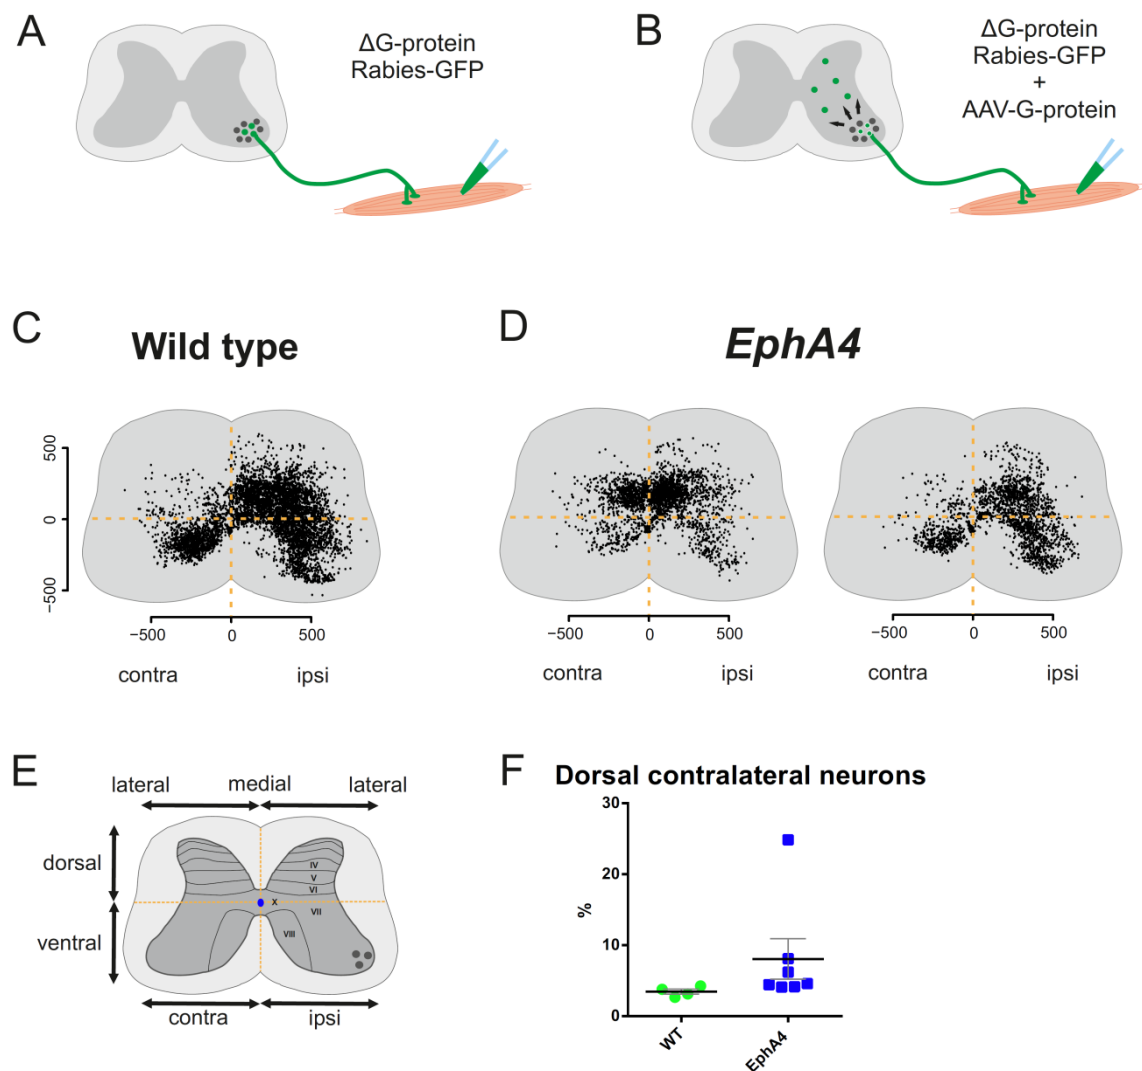 A
ΔG-protein
Rabies-GFP
B
ΔG-protein
Rabies-GFP
+
AAV-G-protein
C
Wild type
500
0
−500
−500 0 500
contra ipsi
D
EphA4
−500 0 500
contra ipsi
−500 0 500
contra ipsi
E
lateral medial lateral
dorsal
ventral
IV
V
VI
X
VII
VIII
contra ipsi
F
Dorsal contralateral neurons
30
20
%
10
0
WT
EphA4